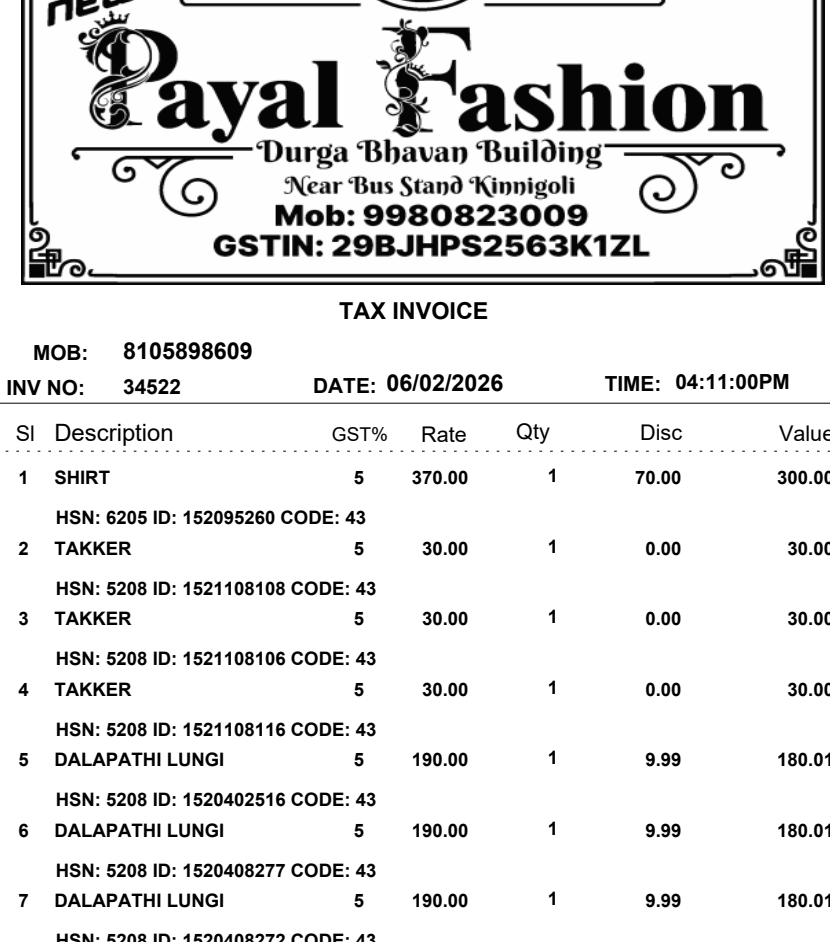 new
Payal Fashion
Durga Bhavan Building
Near Bus Stand Kinnigoli
Mob: 9980823009
GSTIN: 29BJHPS2563K1ZL
TAX INVOICE
MOB: 8105898609
INV NO: 34522 DATE: 06/02/2026 TIME: 04:11:00PM
Sl Description GST% Rate Qty Disc Value
1 SHIRT 5 370.00 1 70.00 300.00
HSN: 6205 ID: 152095260 CODE: 43
2 TAKKER 5 30.00 1 0.00 30.00
HSN: 5208 ID: 1521108108 CODE: 43
3 TAKKER 5 30.00 1 0.00 30.00
HSN: 5208 ID: 1521108106 CODE: 43
4 TAKKER 5 30.00 1 0.00 30.00
HSN: 5208 ID: 1521108116 CODE: 43
5 DALAPATHI LUNGI 5 190.00 1 9.99 180.01
HSN: 5208 ID: 1520402516 CODE: 43
6 DALAPATHI LUNGI 5 190.00 1 9.99 180.01
HSN: 5208 ID: 1520408277 CODE: 43
7 DALAPATHI LUNGI 5 190.00 1 9.99 180.01
HSN: 5208 ID: 1520408272 CODE: 43